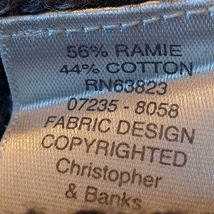 56% RAMIE
44% COTTON
RN63823
07235 - 8058
FABRIC DESIGN
COPYRIGHTED
Christopher
& Banks